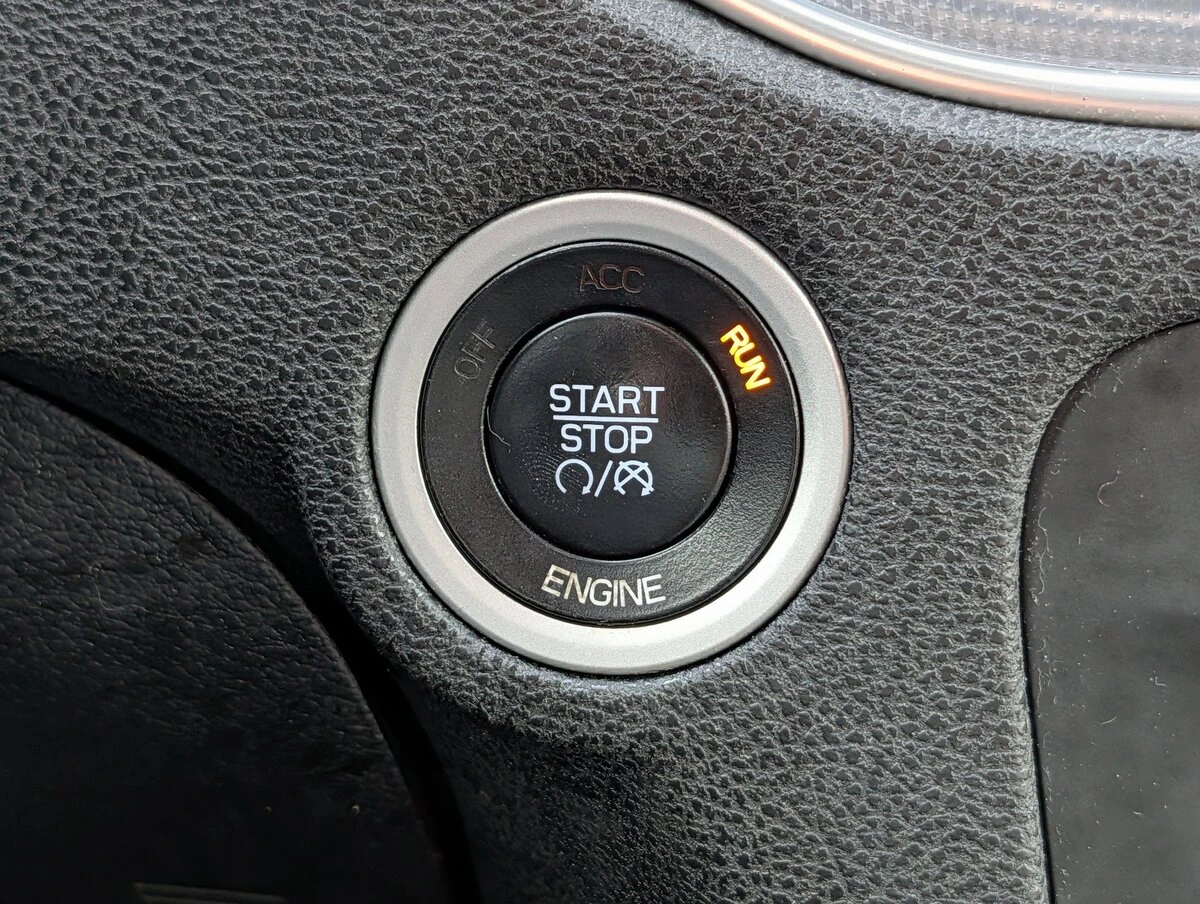 ACC
OFF
RUN
START
STOP
/
ENGINE